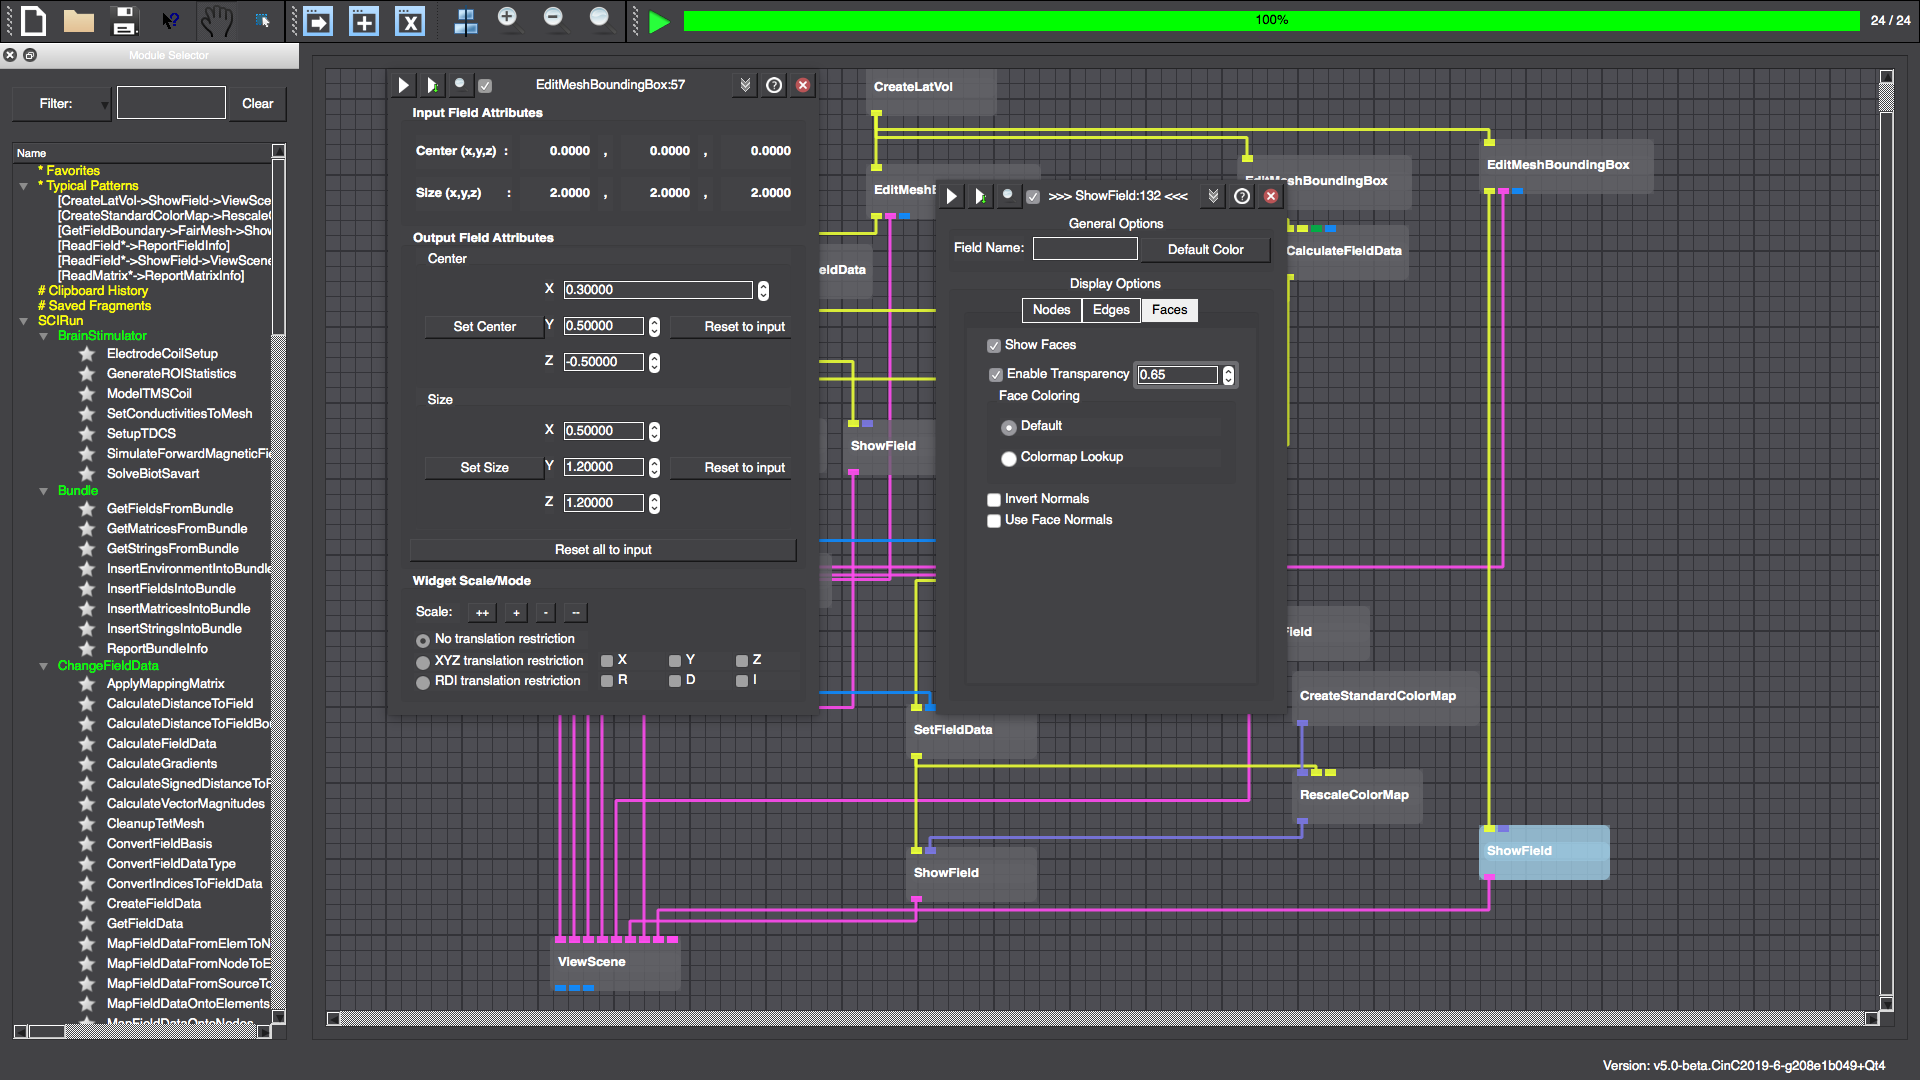 100%
24 / 24
Module Selector
Filter:
Clear
Name
* Favorites
* Typical Patterns
[CreateLatVol->ShowField->ViewSce
[CreateStandardColorMap->Rescale
[GetFieldBoundary->FairMesh->Sho
[ReadField*->ReportFieldInfo]
[ReadField*->ShowField->ViewScene
[ReadMatrix*->ReportMatrixInfo]
# Clipboard History
# Saved Fragments
SCIRun
BrainStimulator
ElectrodeCoilSetup
GenerateROIStatistics
ModelTMSCoil
SetConductivitiesToMesh
SetupTDCS
SimulateForwardMagneticFie
SolveBiotSavart
Bundle
GetFieldsFromBundle
GetMatricesFromBundle
GetStringsFromBundle
InsertEnvironmentIntoBundle
InsertFieldsIntoBundle
InsertMatricesIntoBundle
InsertStringsIntoBundle
ReportBundleInfo
ChangeFieldData
ApplyMappingMatrix
CalculateDistanceToField
CalculateDistanceToFieldBo
CalculateFieldData
CalculateGradients
CalculateSignedDistanceToF
CalculateVectorMagnitudes
CleanupTetMesh
ConvertFieldBasis
ConvertFieldDataType
ConvertIndicesToFieldData
CreateFieldData
GetFieldData
MapFieldDataFromElemToN
MapFieldDataFromNodeToE
MapFieldDataFromSourceTo
MapFieldDataOntoElements
MapFieldDataOntoNodes
EditMeshBoundingBox:57
Input Field Attributes
Center (x,y,z) : 0.0000 , 0.0000 , 0.0000
Size (x,y,z) : 2.0000 , 2.0000 , 2.0000
Output Field Attributes
Center
X 0.30000
Set Center Y 0.50000 Reset to input
Z -0.50000
Size
X 0.50000
Set Size Y 1.20000 Reset to input
Z 1.20000
Reset all to input
Widget Scale/Mode
Scale: ++ + - --
No translation restriction
XYZ translation restriction X Y Z
RDI translation restriction R D I
CreateLatVol
EditMeshB
EditMeshBoundingBox
EditMeshBoundingBox
CalculateFieldData
eldData
ShowField
>>> ShowField:132 <<<
General Options
Field Name: Default Color
Display Options
Nodes Edges Faces
Show Faces
Enable Transparency 0.65
Face Coloring
Default
Colormap Lookup
Invert Normals
Use Face Normals
Field
CreateStandardColorMap
SetFieldData
RescaleColorMap
ShowField
ShowField
ViewScene
Version: v5.0-beta.CinC2019-6-g208e1b049+Qt4